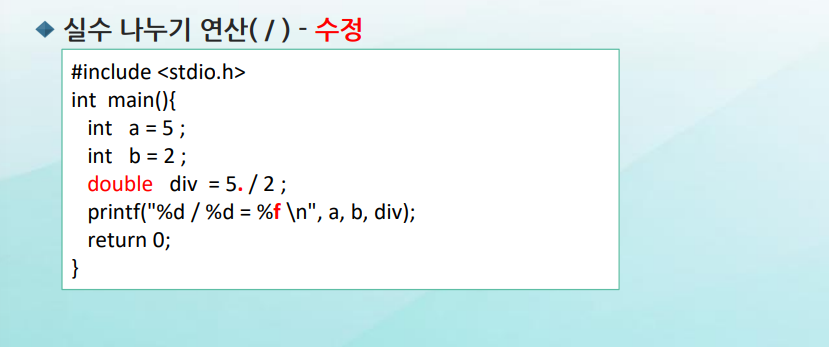 실수 나누기 연산( / ) - 수정
#include <stdio.h>
int  main(){
   int   a = 5 ;
   int   b = 2 ;
   double   div  = 5. / 2 ;
   printf("%d / %d = %f \n", a, b, div);
   return 0;
}